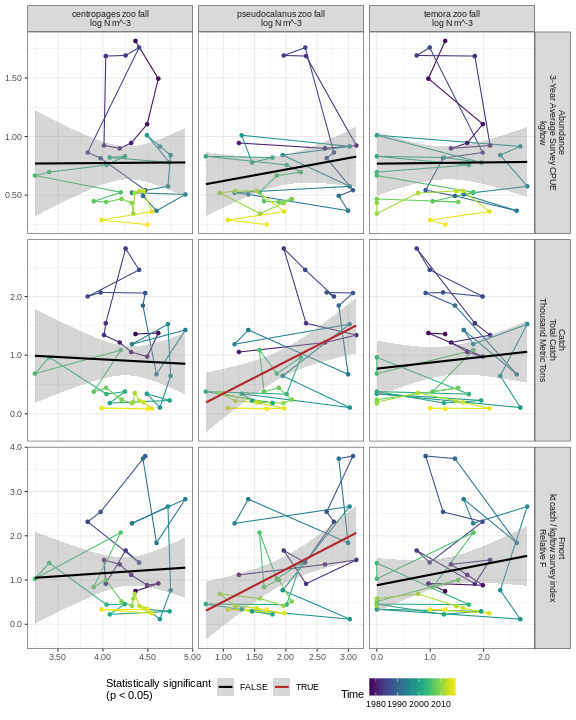 centropages zoo fall
log N m^-3
pseudocalanus zoo fall
log N m^-3
temora zoo fall
log N m^-3
1.50
1.00
0.50
Abundance
3-Year Average Survey CPUE
kg/tow
2.0
1.0
0.0
Catch
Total Catch
Thousand Metric Tons
4.0
3.0
2.0
1.0
0.0
Fmort
kt catch / kg/tow survey index
Relative F
3.50 4.00 4.50 5.00
1.00 1.50 2.00 2.50 3.00
0.0 1.0 2.0
Statistically significant
(p < 0.05)
FALSE
TRUE
Time
1980 1990 2000 2010